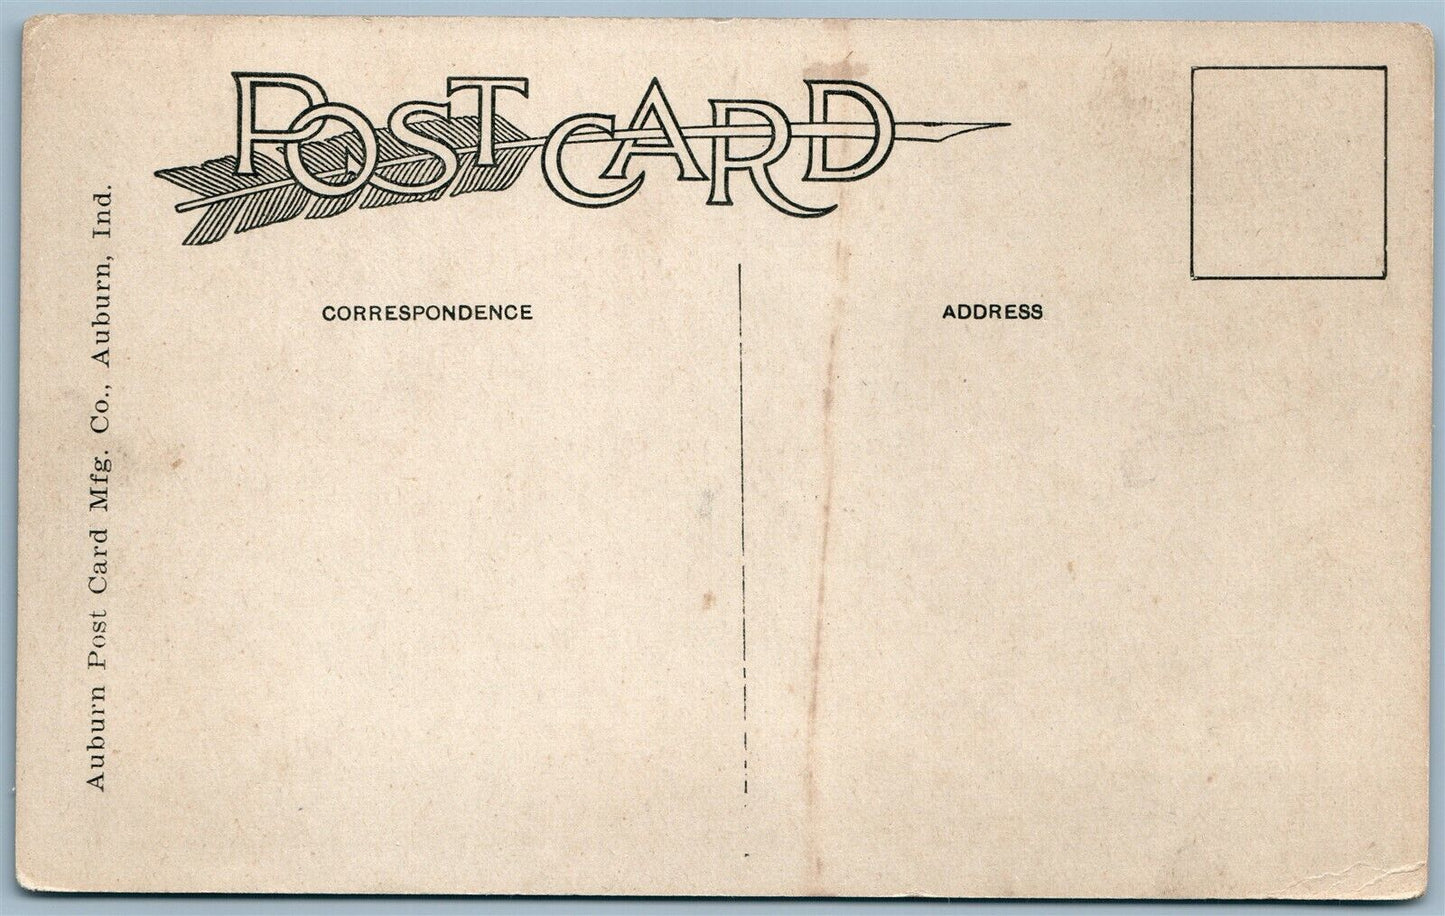 POST CARD
CORRESPONDENCE
ADDRESS
Auburn Post Card Mfg. Co., Auburn, Ind.